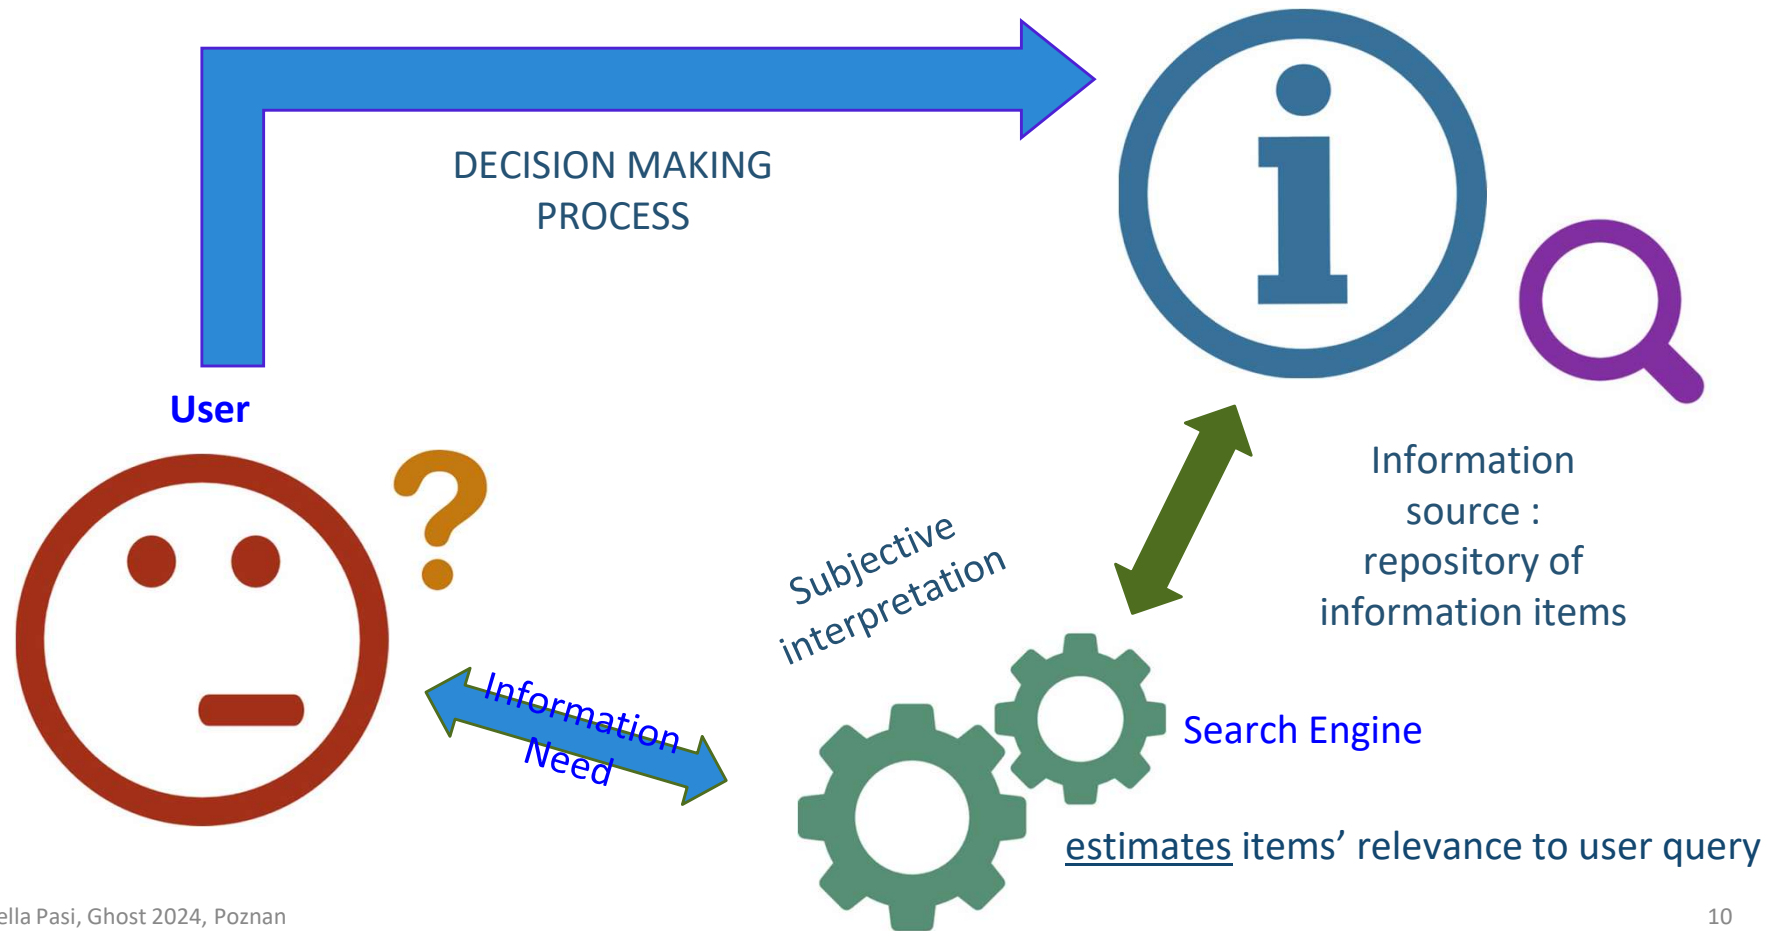 DECISION MAKING
PROCESS
User
?
i
Information
source :
repository of
information items
Subjective
interpretation
Information
Need
Search Engine
estimates items’ relevance to user query
ella Pasi, Ghost 2024, Poznan
10